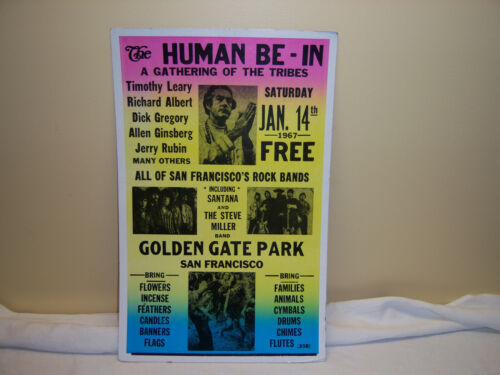 The HUMAN BE-IN
A GATHERING OF THE TRIBES
Timothy Leary
Richard Albert
Dick Gregory
Allen Ginsberg
Jerry Rubin
MANY OTHERS
SATURDAY
JAN. 14th
1967
FREE
ALL OF SAN FRANCISCO'S ROCK BANDS
* INCLUDING *
SANTANA
AND
THE STEVE
MILLER
BAND
GOLDEN GATE PARK
SAN FRANCISCO
BRING
FLOWERS
INCENSE
FEATHERS
CANDLES
BANNERS
FLAGS
BRING
FAMILIES
ANIMALS
CYMBALS
DRUMS
CHIMES
FLUTES